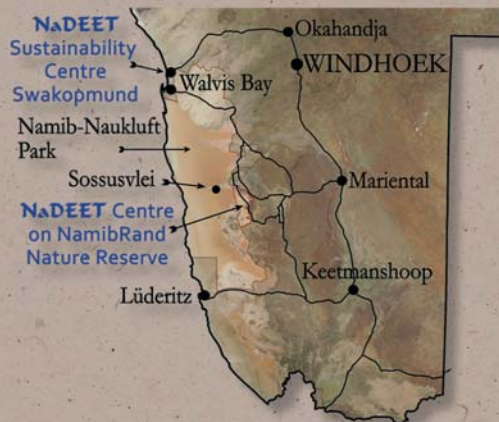 NaDEET
Sustainability
Centre
Swakopmund
Okahandja
WINDHOEK
Walvis Bay
Namib-Naukluft
Park
Sossusvlei
Mariental
NaDEET Centre
on NamibRand
Nature Reserve
Keetmanshoop
Lüderitz